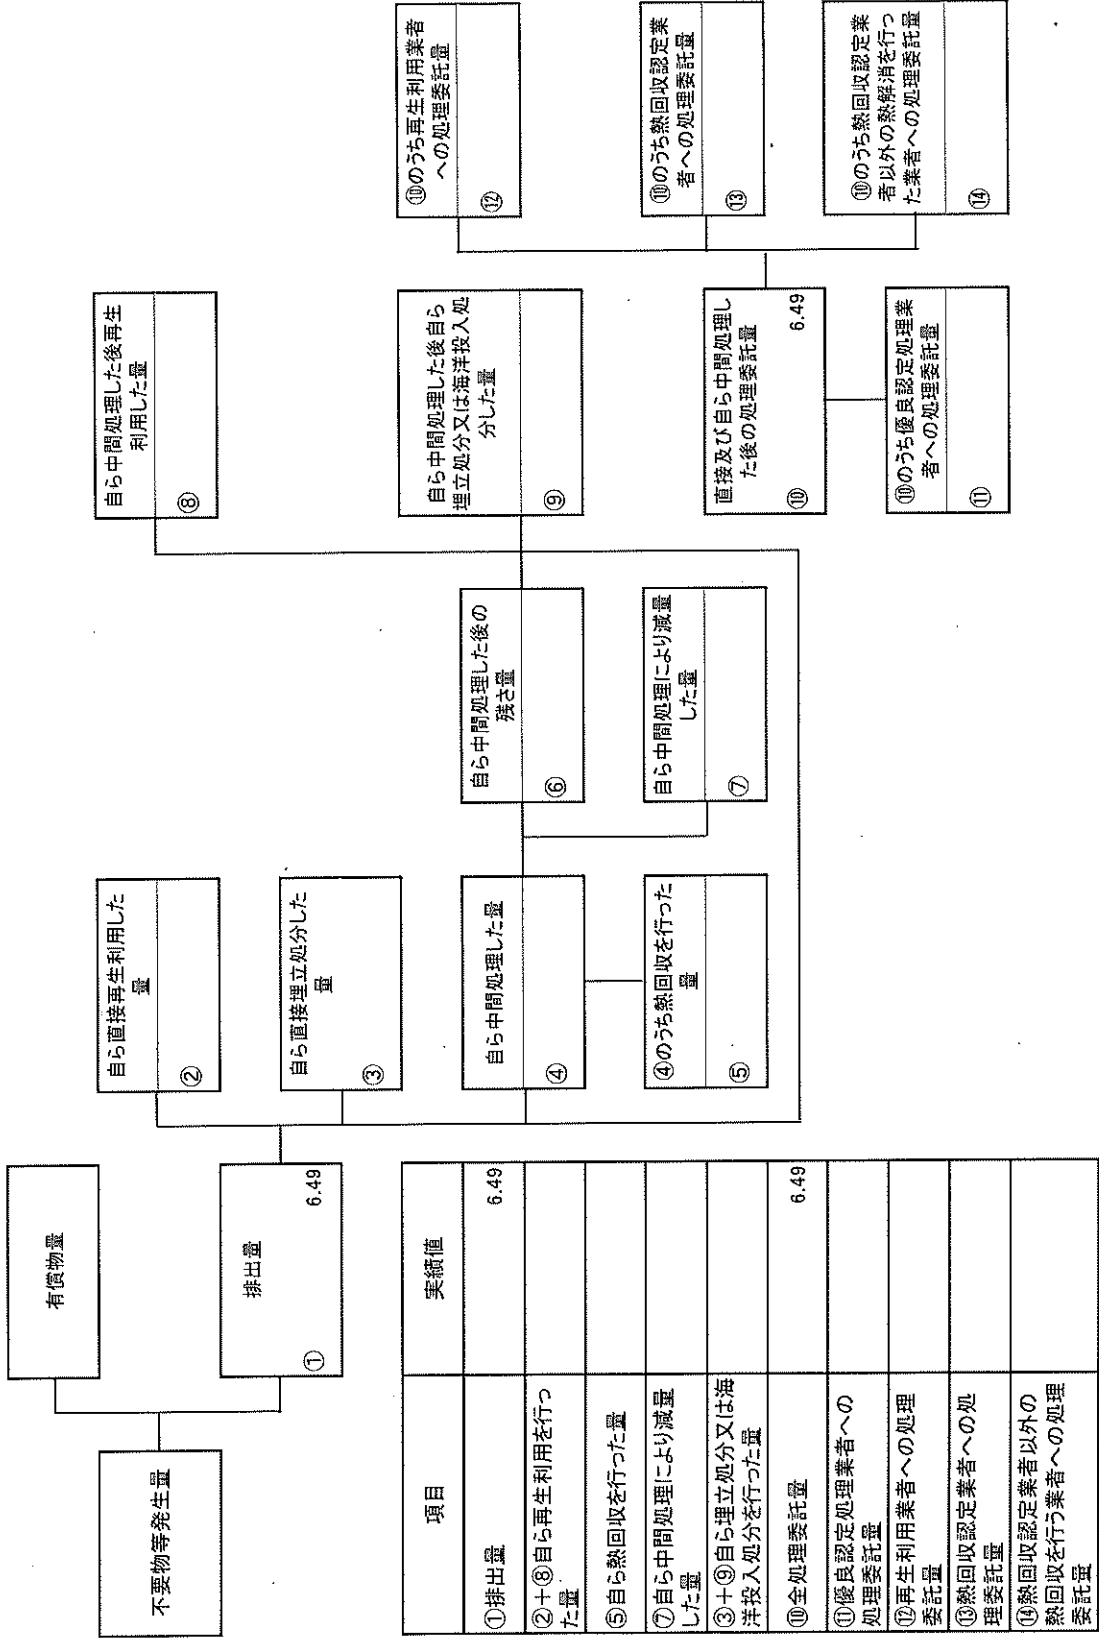 不要物等発生量
有償物量
排出量
① 6.49
自ら直接再生利用した
量
②
自ら直接埋立処分した
量
③
自ら中間処理した量
④
④のうち熱回収を行った
量
⑤
自ら中間処理した後の
残さ量
⑥
自ら中間処理により減量
した量
⑦
自ら中間処理した後再生
利用した量
⑧
自ら中間処理した後自ら
埋立処分又は海洋投入処
分した量
⑨
直接及び自ら中間処理し
た後の処理委託量
⑩ 6.49
⑩のうち優良認定処理業
者への処理委託量
⑪
⑩のうち再生利用業者
への処理委託量
⑫
⑩のうち熱回収認定業
者への処理委託量
⑬
⑩のうち熱回収認定業
者以外の熱解消を行っ
た業者への処理委託量
⑭
項目 実績値
①排出量 6.49
②+⑧自ら再生利用を行っ
た量
⑤自ら熱回収を行った量
⑦自ら中間処理により減量
した量
③+⑨自ら埋立処分又は海
洋投入処分を行った量
⑩全処理委託量 6.49
⑪優良認定処理業者への
処理委託量
⑫再生利用業者への処理
委託量
⑬熱回収認定業者への処
理委託量
⑭熱回収認定業者以外の
熱回収を行う業者への処理
委託量